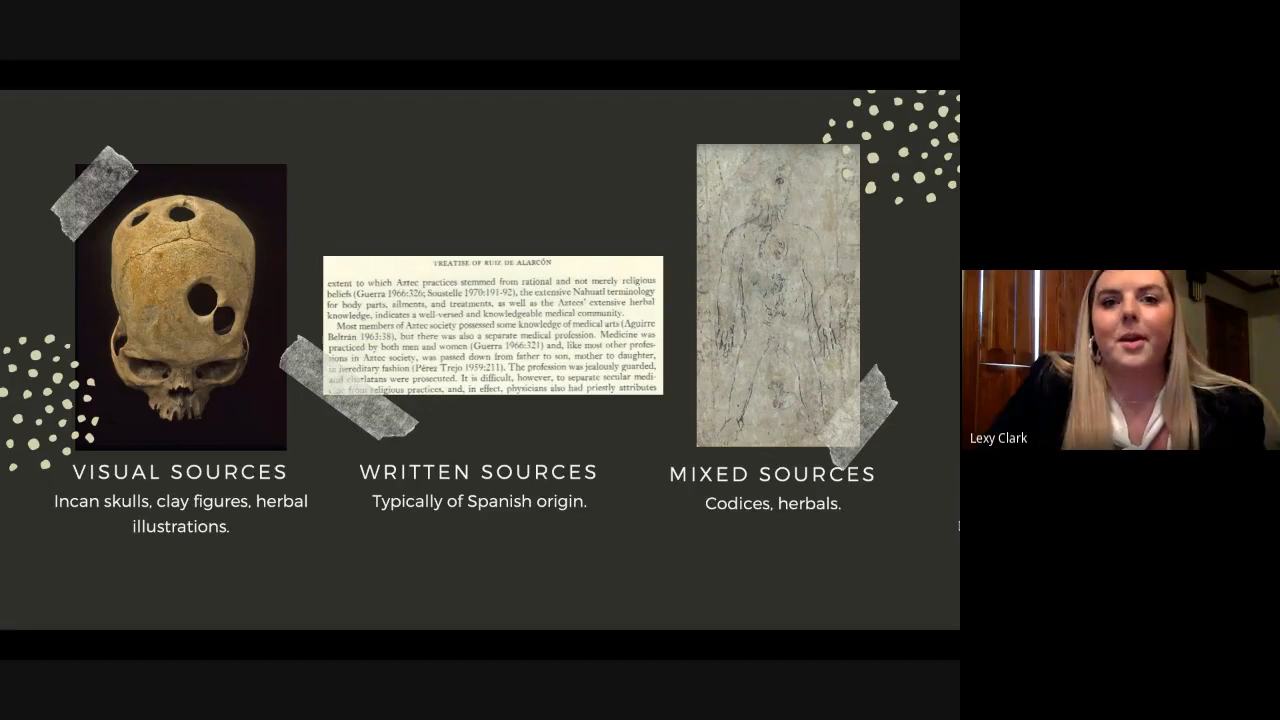 VISUAL SOURCES
Incan skulls, clay figures, herbal
illustrations.
TREATISE OF RUIZ DE ALARCÓN
extent to which Aztec practices stemmed from rational and not merely religious
beliefs (Guerra 1966:326; Soustelle 1970:191-92), the extensive Nahuatl terminology
for body parts, ailments, and treatments, as well as the Aztecs' extensive herbal
knowledge, indicates a well-versed and knowledgeable medical community.
Most members of Aztec society possessed some knowledge of medical arts (Aguirre
Beltrán 1963:38), but there was also a separate medical profession. Medicine was
practiced by both men and women (Guerra 1966:321) and, like most other profes-
sions in Aztec society, was passed down from father to son, mother to daughter,
in hereditary fashion (Pérez Trejo 1959:211). The profession was jealously guarded,
and charlatans were prosecuted. It is difficult, however, to separate secular medi-
from religious practices, and, in effect, physicians also had priestly attributes
WRITTEN SOURCES
Typically of Spanish origin.
MIXED SOURCES
Codices, herbals.
Lexy Clark